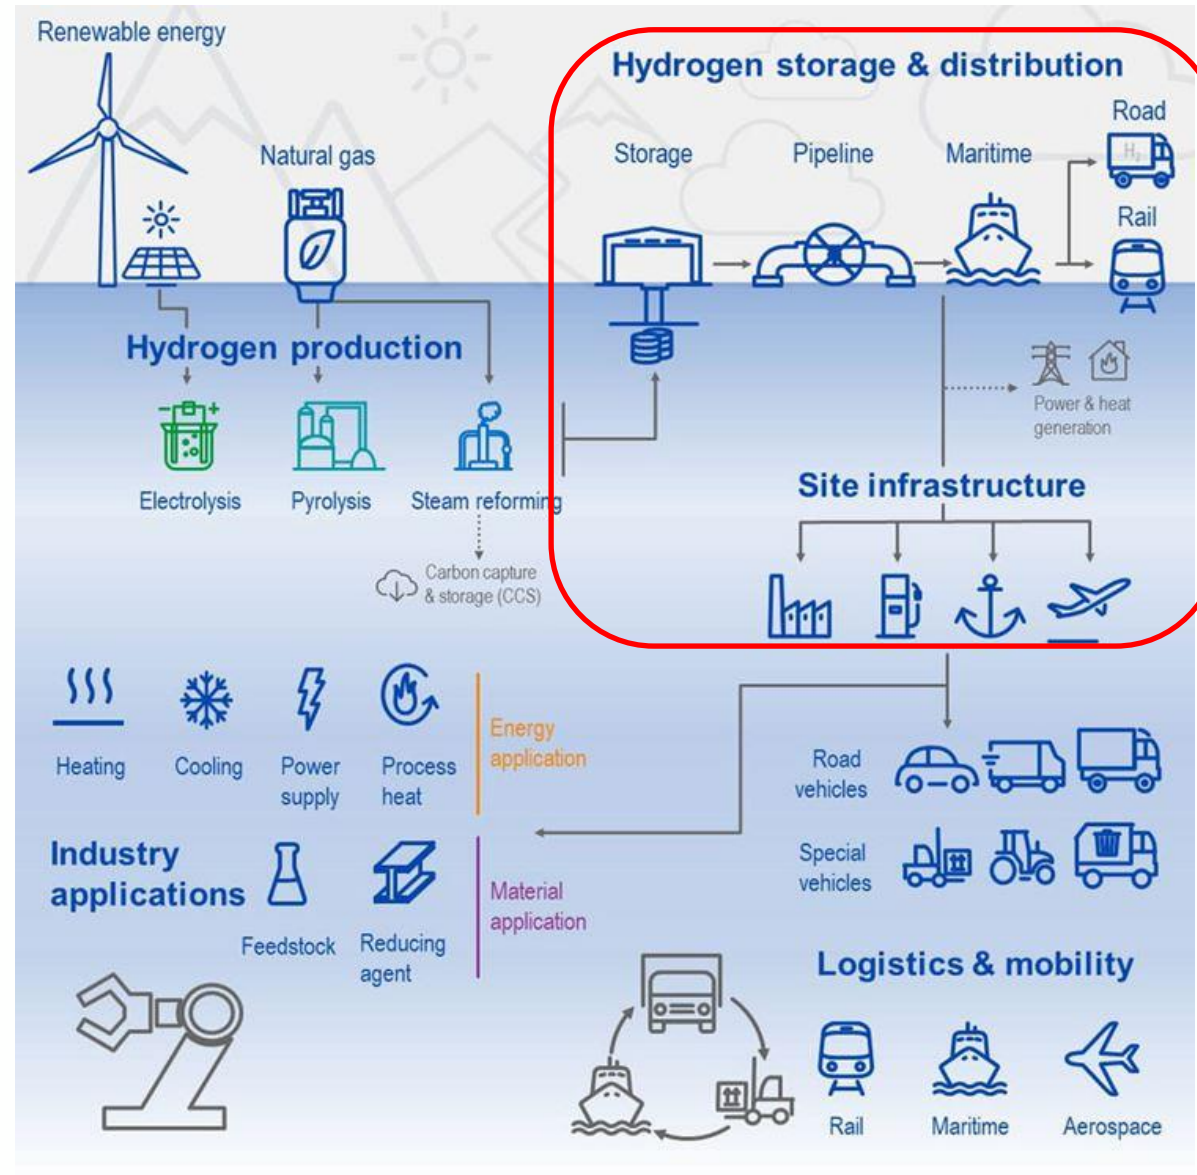 Renewable energy
Natural gas
Hydrogen production
Electrolysis
Pyrolysis
Steam reforming
Carbon capture
& storage (CCS)
Hydrogen storage & distribution
Storage
Pipeline
Maritime
Road
H₂
Rail
Power & heat
generation
Site infrastructure
Heating
Cooling
Power
supply
Process
heat
Energy
application
Industry
applications
Feedstock
Reducing
agent
Material
application
Road
vehicles
Special
vehicles
Logistics & mobility
Rail
Maritime
Aerospace